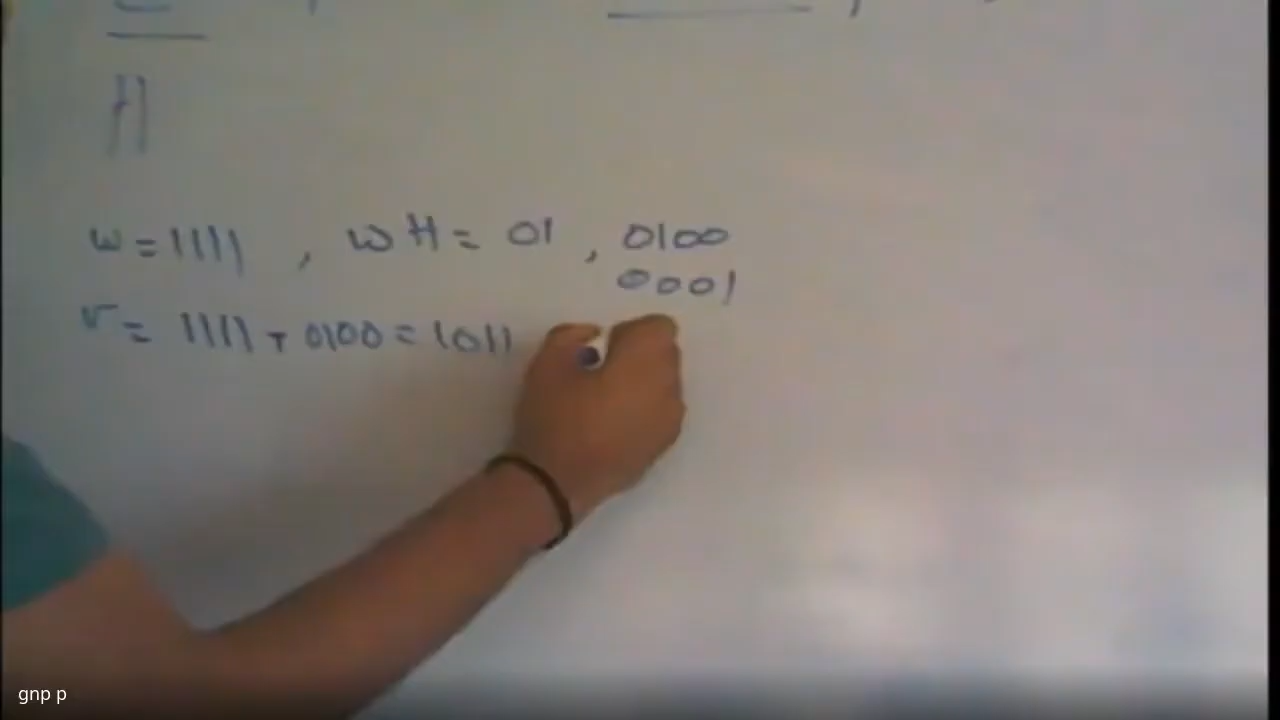 H
w = 1111 , wH = 01 , 0100
0001
v = 1111 + 0100 = 1011
gnp p